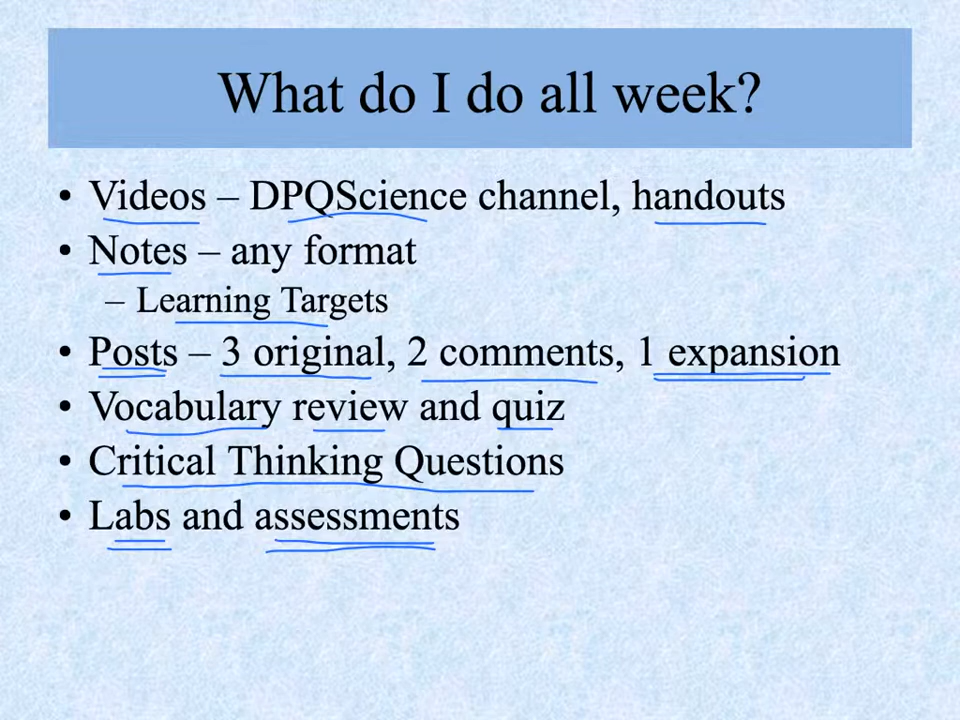 What do I do all week?
• Videos – DPQScience channel, handouts
• Notes – any format
– Learning Targets
• Posts – 3 original, 2 comments, 1 expansion
• Vocabulary review and quiz
• Critical Thinking Questions
• Labs and assessments